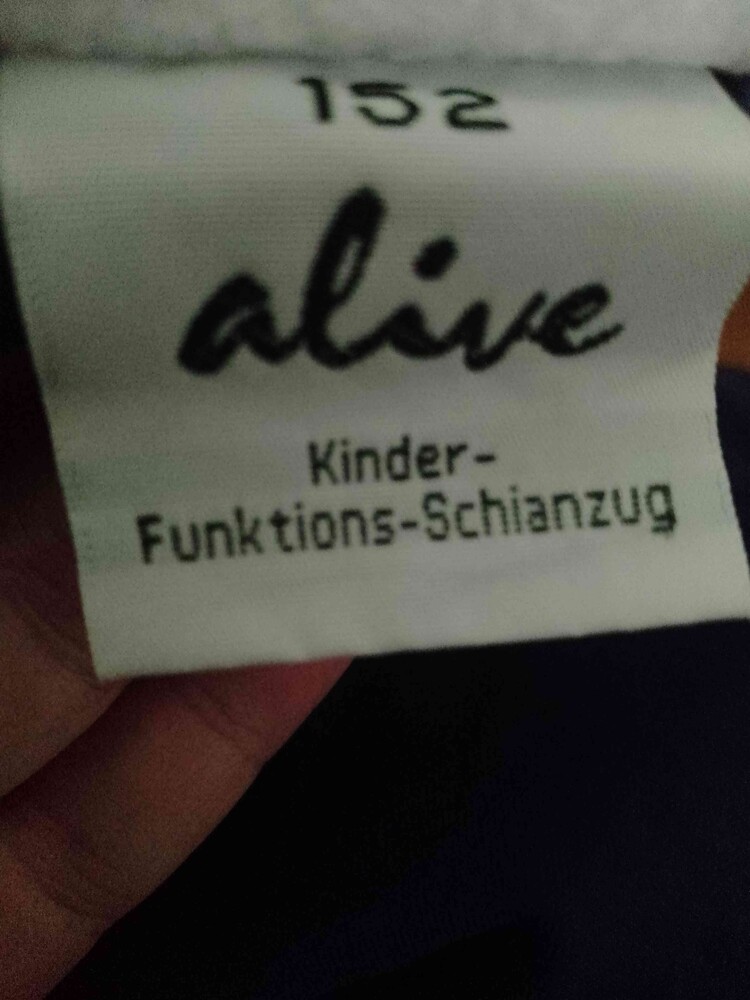 152
alive
Kinder-
Funktions-Schianzug